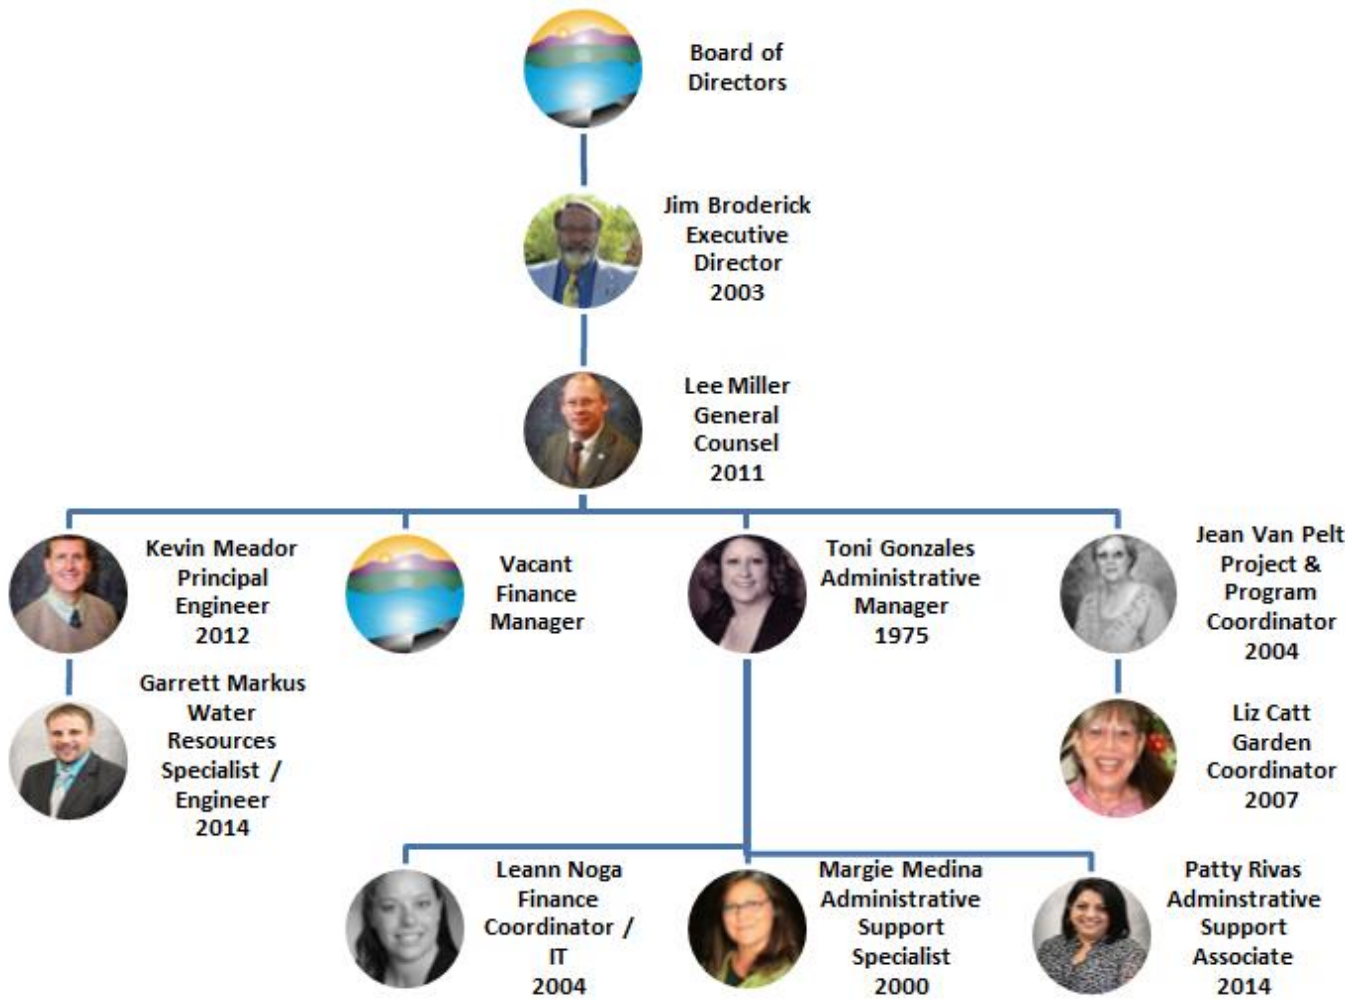 Board of
Directors
Jim Broderick
Executive
Director
2003
Lee Miller
General
Counsel
2011
Kevin Meador
Principal
Engineer
2012
Vacant
Finance
Manager
Toni Gonzales
Administrative
Manager
1975
Jean Van Pelt
Project &
Program
Coordinator
2004
Garrett Markus
Water
Resources
Specialist /
Engineer
2014
Liz Catt
Garden
Coordinator
2007
Leann Noga
Finance
Coordinator /
IT
2004
Margie Medina
Administrative
Support
Specialist
2000
Patty Rivas
Adminstrative
Support
Associate
2014